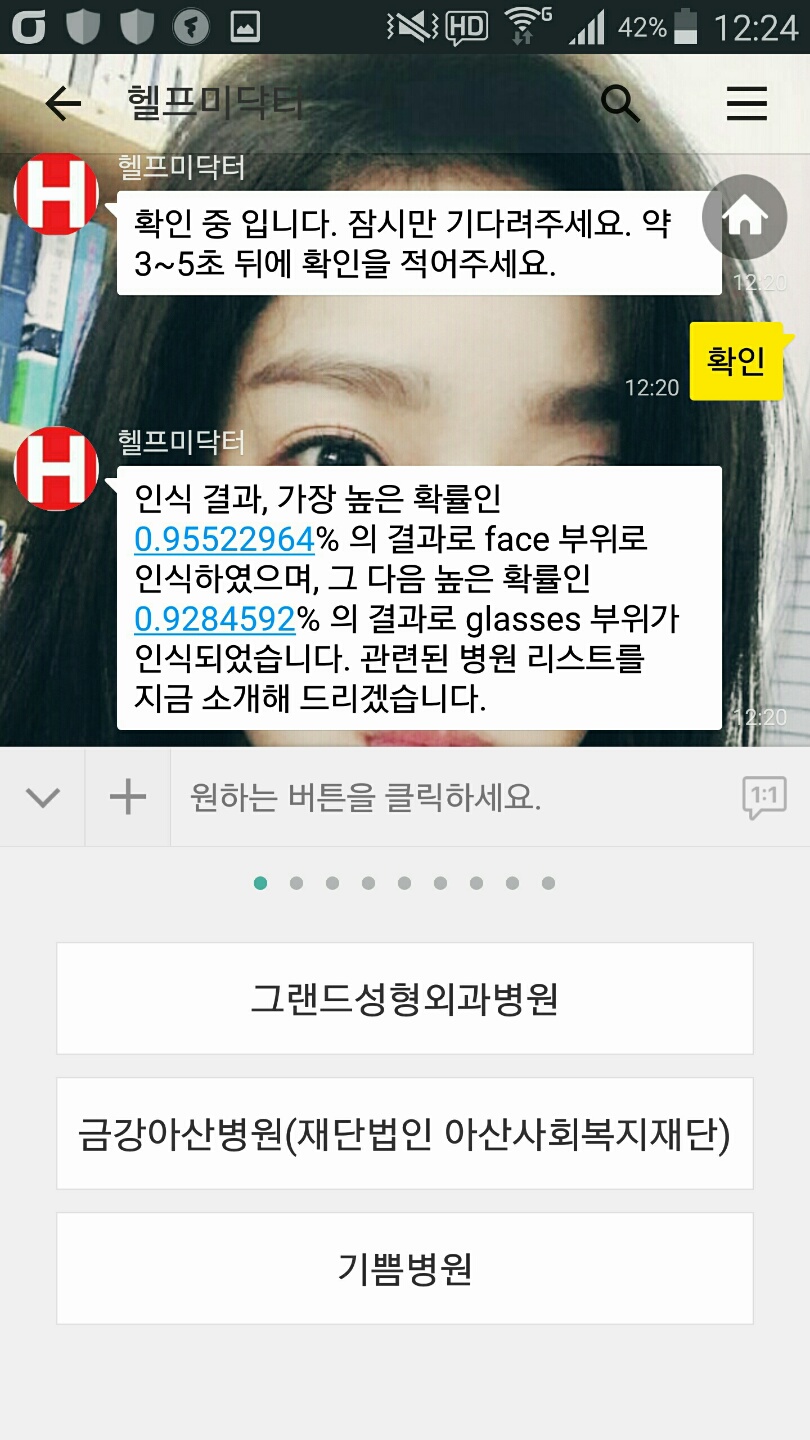 G
42%
12:24
헬프미닥터
헬프미닥터
확인 중 입니다. 잠시만 기다려주세요. 약
3~5초 뒤에 확인을 적어주세요.
12:20
확인
12:20
헬프미닥터
인식 결과, 가장 높은 확률인
0.95522964% 의 결과로 face 부위로
인식하였으며, 그 다음 높은 확률인
0.9284592% 의 결과로 glasses 부위가
인식되었습니다. 관련된 병원 리스트를
지금 소개해 드리겠습니다.
12:20
원하는 버튼을 클릭하세요.
1:1
그랜드성형외과병원
금강아산병원(재단법인 아산사회복지재단)
기쁨병원
H
H
HD